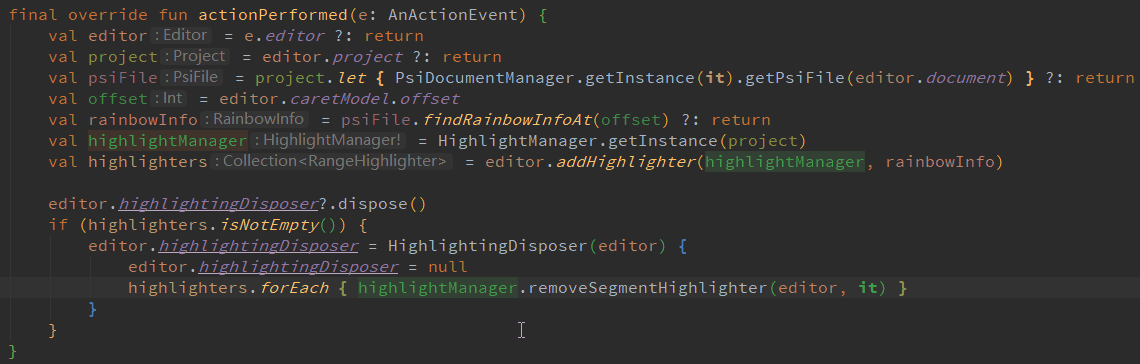 final override fun actionPerformed(e: AnActionEvent) {
    val editor : Editor = e.editor ?: return
    val project : Project = editor.project ?: return
    val psiFile : PsiFile = project.let { PsiDocumentManager.getInstance(it).getPsiFile(editor.document) } ?: return
    val offset : Int = editor.caretModel.offset
    val rainbowInfo : RainbowInfo = psiFile.findRainbowInfoAt(offset) ?: return
    val highlightManager : HighlightManager! = HighlightManager.getInstance(project)
    val highlighters : Collection<RangeHighlighter> = editor.addHighlighter(highlightManager, rainbowInfo)

    editor.highlightingDisposer?.dispose()
    if (highlighters.isNotEmpty()) {
        editor.highlightingDisposer = HighlightingDisposer(editor) {
            editor.highlightingDisposer = null
            highlighters.forEach { highlightManager.removeSegmentHighlighter(editor, it) }
        }
    }
}